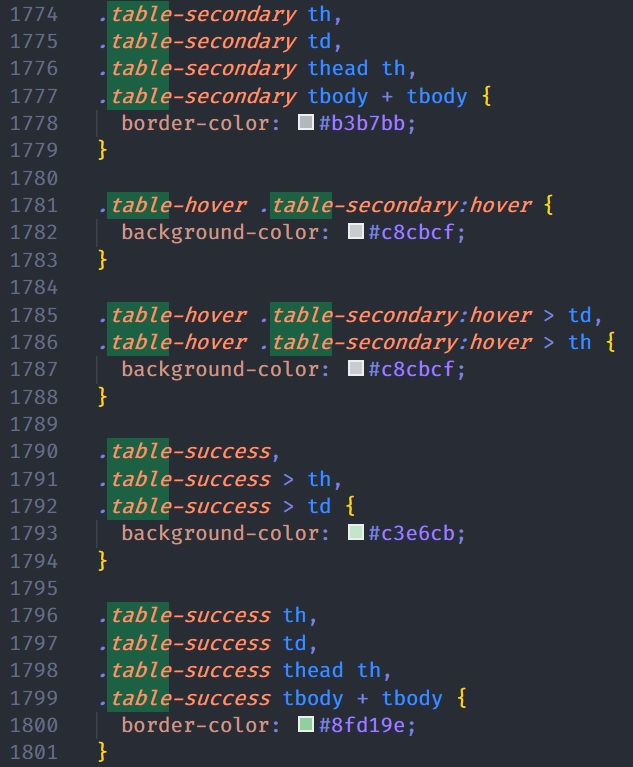 1774 .table-secondary th,
1775 .table-secondary td,
1776 .table-secondary thead th,
1777 .table-secondary tbody + tbody {
1778   border-color: #b3b7bb;
1779 }
1780
1781 .table-hover .table-secondary:hover {
1782   background-color: #c8cbcf;
1783 }
1784
1785 .table-hover .table-secondary:hover > td,
1786 .table-hover .table-secondary:hover > th {
1787   background-color: #c8cbcf;
1788 }
1789
1790 .table-success,
1791 .table-success > th,
1792 .table-success > td {
1793   background-color: #c3e6cb;
1794 }
1795
1796 .table-success th,
1797 .table-success td,
1798 .table-success thead th,
1799 .table-success tbody + tbody {
1800   border-color: #8fd19e;
1801 }